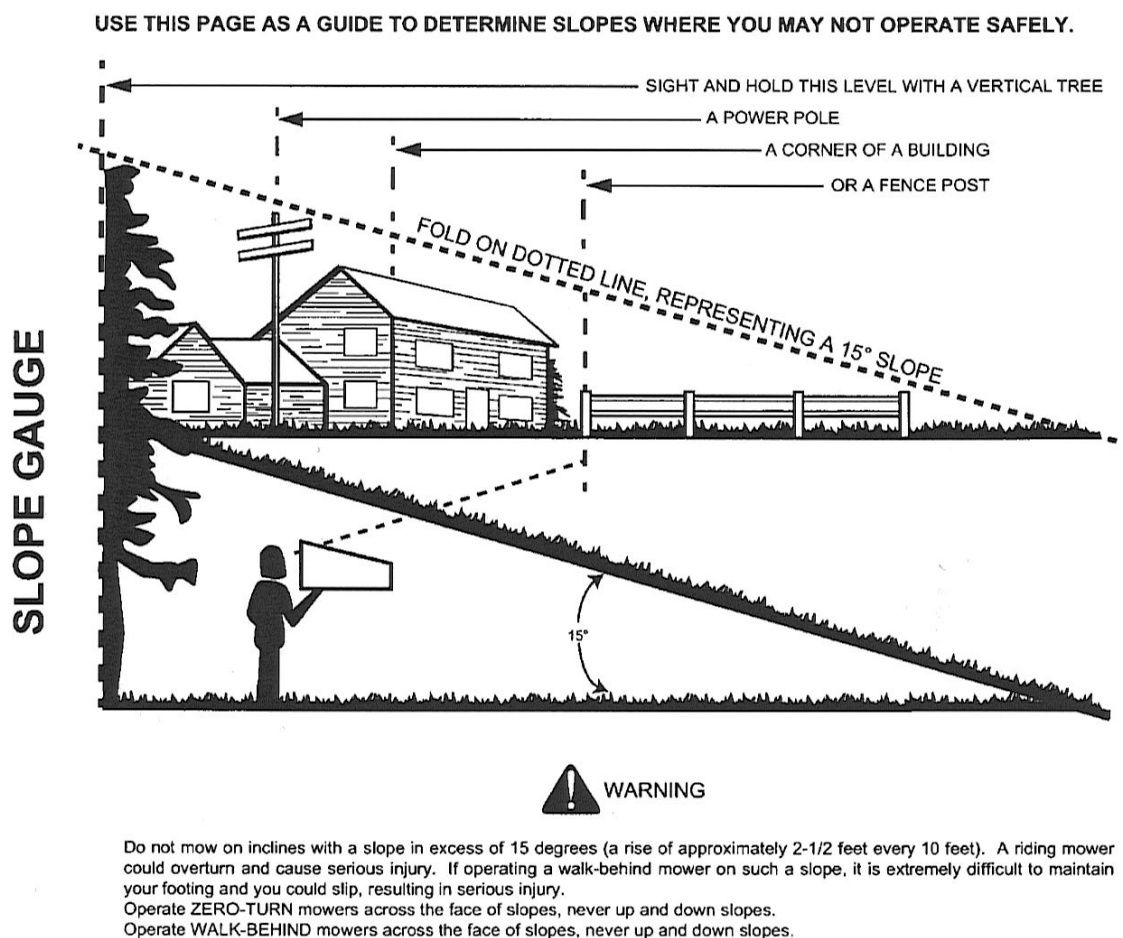 USE THIS PAGE AS A GUIDE TO DETERMINE SLOPES WHERE YOU MAY NOT OPERATE SAFELY.
SIGHT AND HOLD THIS LEVEL WITH A VERTICAL TREE
A POWER POLE
A CORNER OF A BUILDING
OR A FENCE POST
FOLD ON DOTTED LINE, REPRESENTING A 15° SLOPE
SLOPE GAUGE
15°
WARNING
Do not mow on inclines with a slope in excess of 15 degrees (a rise of approximately 2-1/2 feet every 10 feet). A riding mower
could overturn and cause serious injury. If operating a walk-behind mower on such a slope, it is extremely difficult to maintain
your footing and you could slip, resulting in serious injury.
Operate ZERO-TURN mowers across the face of slopes, never up and down slopes.
Operate WALK-BEHIND mowers across the face of slopes, never up and down slopes.